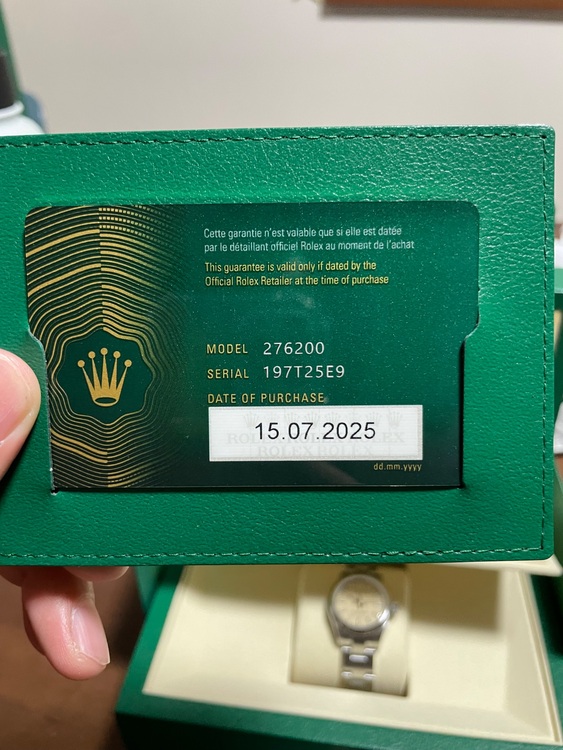 Cette garantie n'est valable que si elle est datée
par le détaillant officiel Rolex au moment de l'achat
This guarantee is valid only if dated by the
Official Rolex Retailer at the time of purchase
MODEL 276200
SERIAL 197T25E9
DATE OF PURCHASE
15.07.2025
dd.mm.yyyy